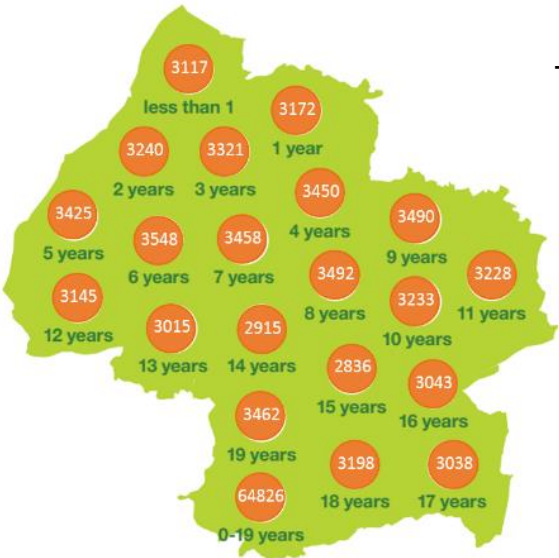 3117
less than 1
3172
1 year
3240
2 years
3321
3 years
3450
4 years
3425
5 years
3548
6 years
3458
7 years
3492
8 years
3490
9 years
3233
10 years
3228
11 years
3145
12 years
3015
13 years
2915
14 years
2836
15 years
3043
16 years
3038
17 years
3198
18 years
3462
19 years
64826
0-19 years